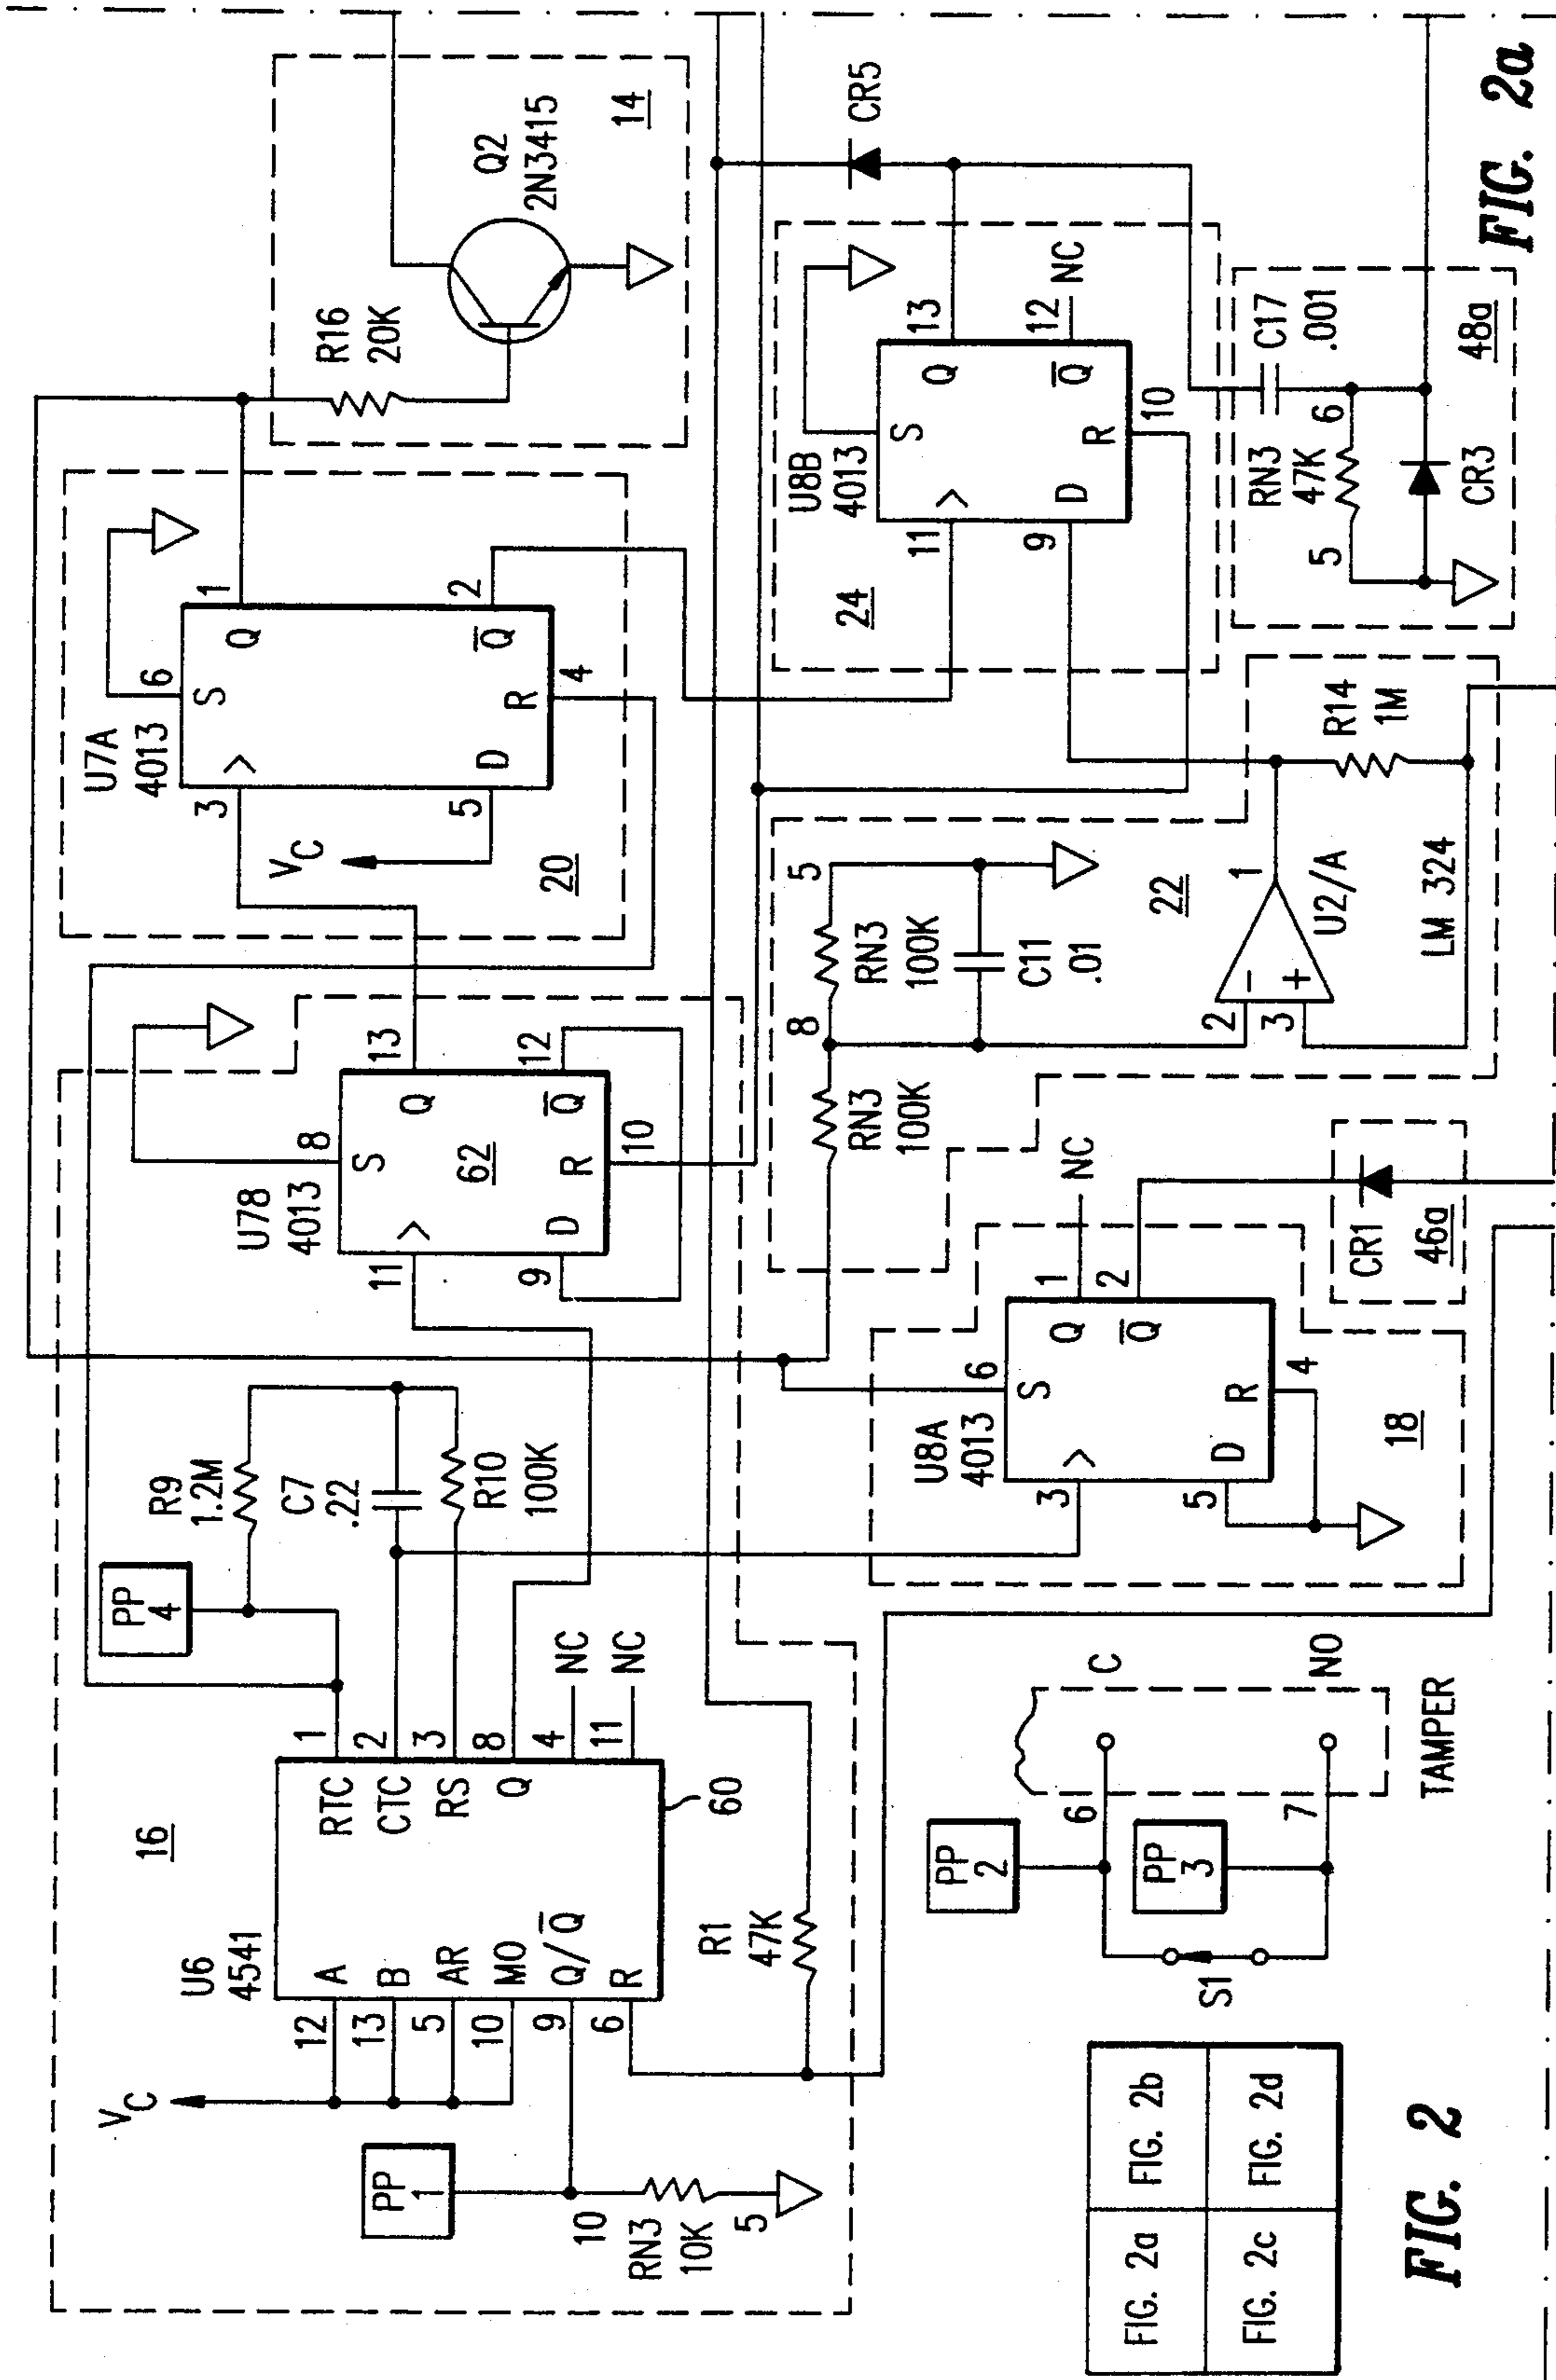 16
U6
4541
V_C
12
13
5
10
9
6
A
B
AR
MO
Q/Q̅
R
RTC
CTC
RS
Q
1
2
3
8
4
11
NC
NC
60
PP
1
10
RN3
10K
5
R1
47K
PP
4
R9
1.2M
C7
.22
R10
100K
U78
4013
11
9
>
D
S
R
Q
Q̅
62
8
13
12
10
U7A
4013
3
5
>
D
S
R
Q
Q̅
6
1
2
4
V_C
20
R16
20K
Q2
2N3415
14
CR5
U8B
4013
11
9
>
D
S
R
Q
Q̅
13
12
NC
10
24
RN3
47K
5
6
C17
.001
CR3
48a
RN3
100K
8
RN3
100K
5
C11
.01
22
2
3
-
+
1
U2/A
LM 324
R14
1M
U8A
4013
3
5
>
D
S
R
Q
Q̅
6
1
2
4
NC
18
CR1
46a
PP
2
PP
3
S1
6
7
C
NO
TAMPER
FIG. 2a FIG. 2b
FIG. 2c FIG. 2d
FIG. 2
FIG. 2a